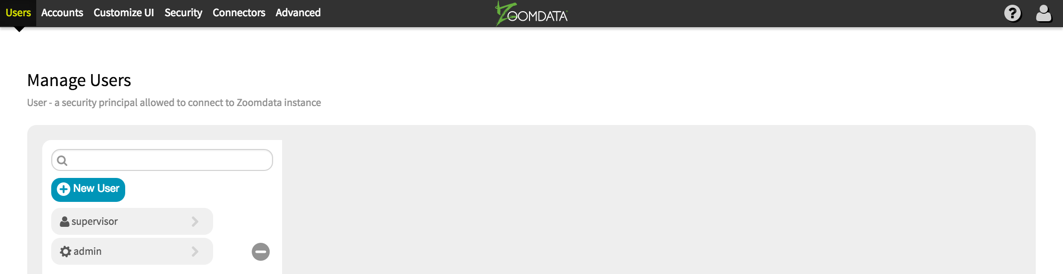 Users Accounts Customize UI Security Connectors Advanced ZOOMDATA ?
Manage Users
User - a security principal allowed to connect to Zoomdata instance
New User
supervisor
admin